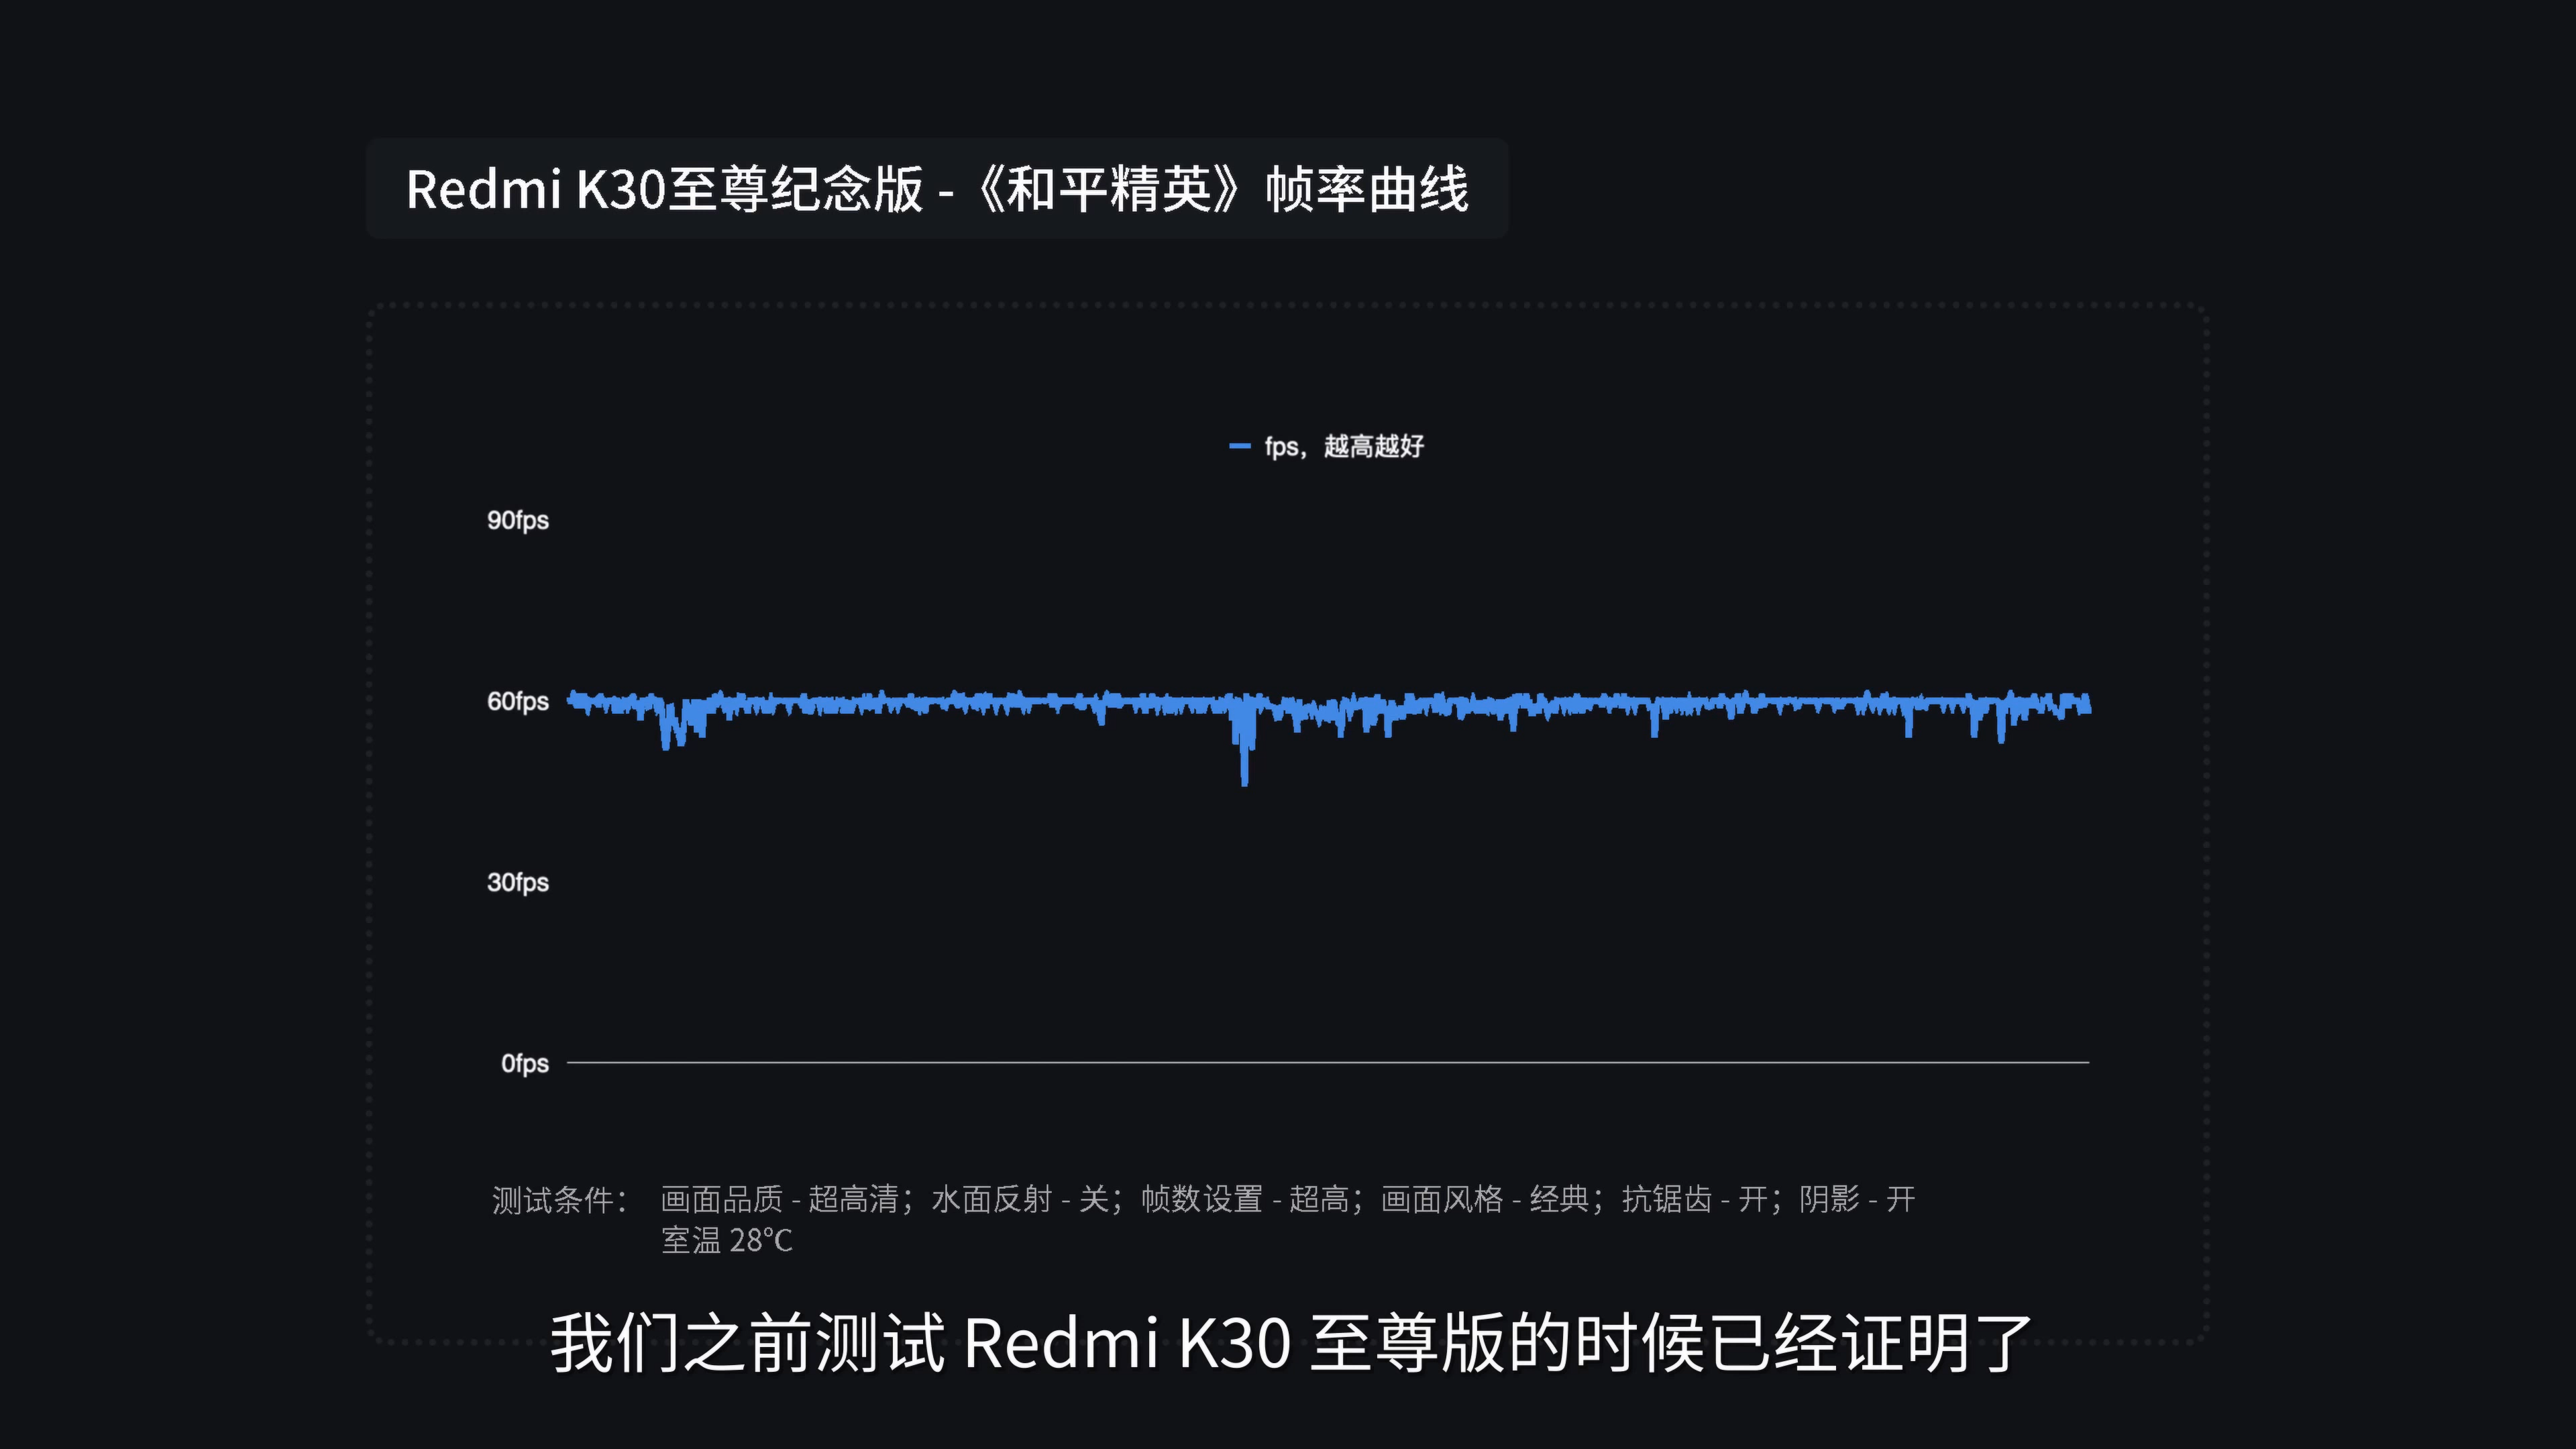 Redmi K30至尊纪念版 -《和平精英》帧率曲线
fps，越高越好
90fps
60fps
30fps
0fps
测试条件： 画面品质 - 超高清；水面反射 - 关；帧数设置 - 超高；画面风格 - 经典；抗锯齿 - 开；阴影 - 开
室温 28°C
我们之前测试 Redmi K30 至尊版的时候已经证明了